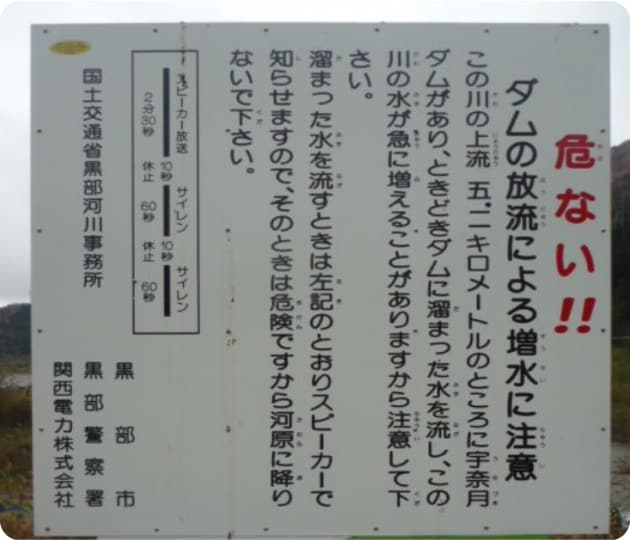 危ない!!
ダムの放流による増水に注意
この川の上流 五.二キロメートルのところに宇奈月
ダムがあり、ときどきダムに溜まった水を流し、この
川の水が急に増えることがありますから注意して下
さい。
溜まった水を流すときは左記のとおりスピーカーで
知らせますので、そのときは危険ですから河原に降り
ないで下さい。
スピーカー放送 サイレン サイレン
10秒 10秒
2分30秒 休止 60秒 休止 60秒
国土交通省黒部河川事務所
黒部市
黒部警察署
関西電力株式会社